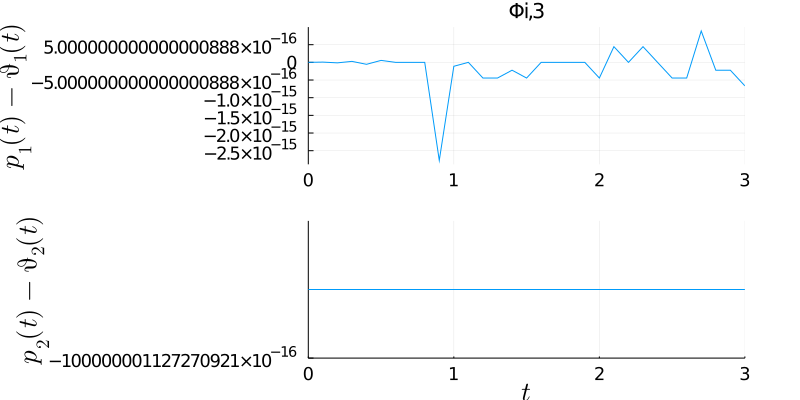 Φi,3
5.000000000000000888×10⁻¹⁶
0
−5.000000000000000888×10⁻¹⁶
−1.0×10⁻¹⁵
−1.5×10⁻¹⁵
−2.0×10⁻¹⁵
−2.5×10⁻¹⁵
p₁(t) − ϑ₁(t)
0 1 2 3
−1000000001127270921×10⁻¹⁶
p₂(t) − ϑ₂(t)
0 1 2 3
t